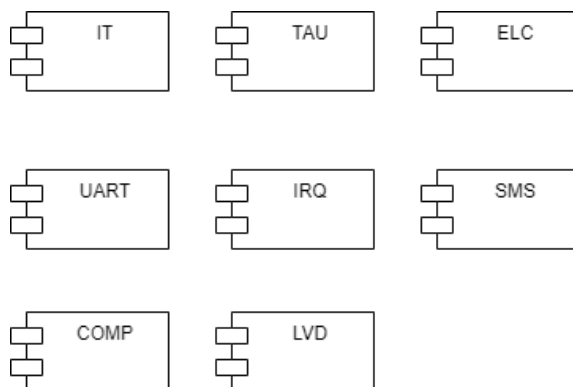 IT
TAU
ELC
UART
IRQ
SMS
COMP
LVD